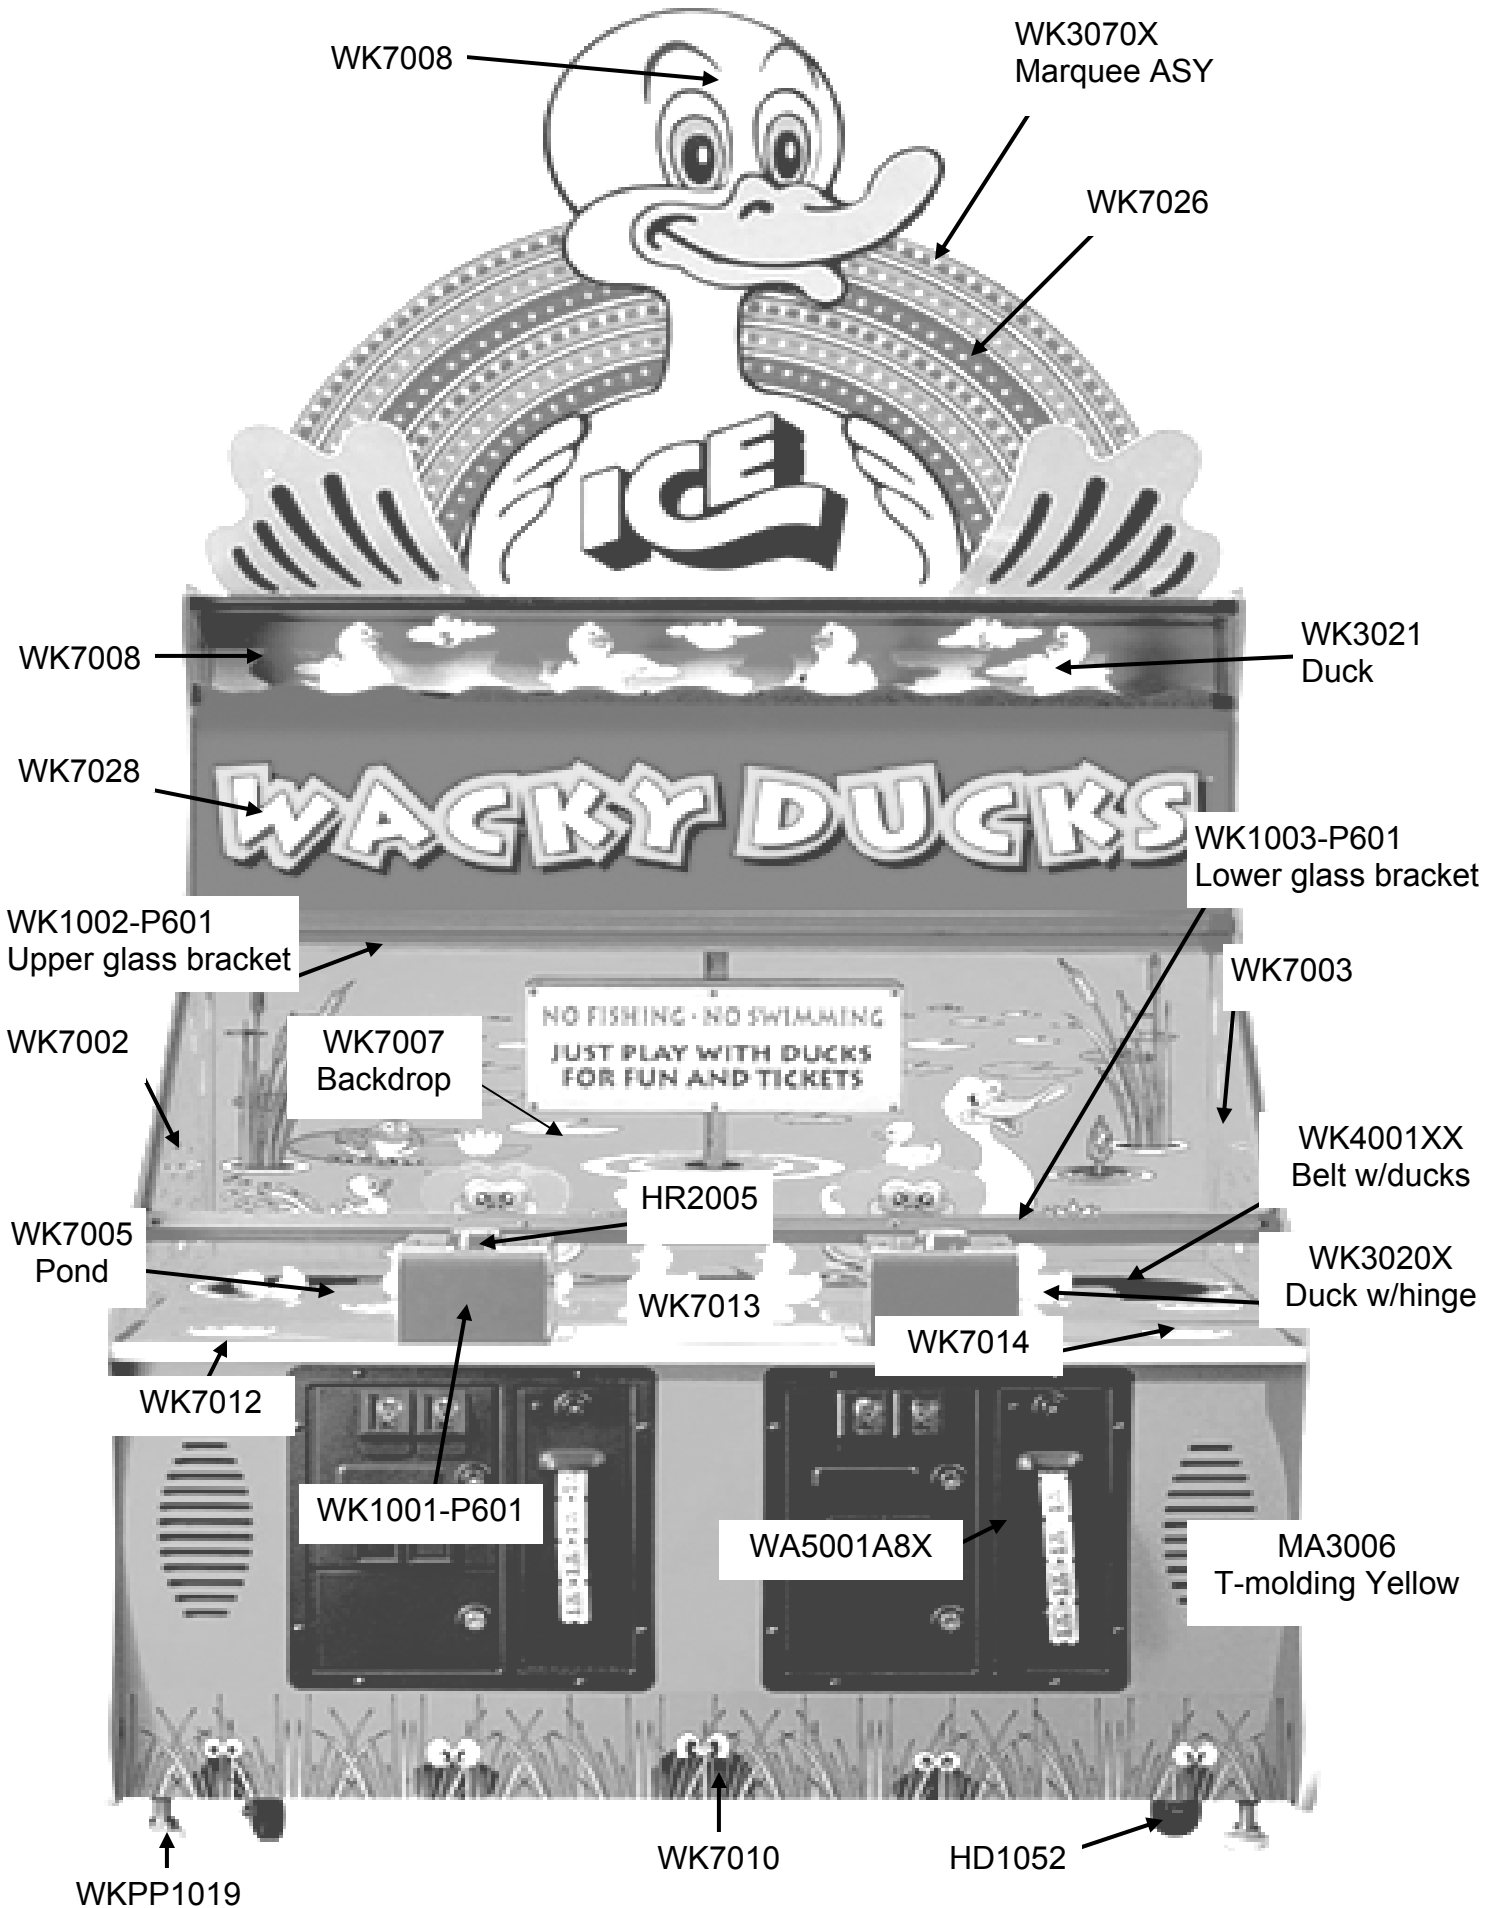 WK7008
WK3070X
Marquee ASY
WK7026
ICE
WK7008
WK3021
Duck
WK7028
WACKY DUCKS
WK1003-P601
Lower glass bracket
WK1002-P601
Upper glass bracket
WK7003
NO FISHING · NO SWIMMING
JUST PLAY WITH DUCKS
FOR FUN AND TICKETS
WK7002
WK7007
Backdrop
WK4001XX
Belt w/ducks
HR2005
WK7005
Pond
WK3020X
Duck w/hinge
WK7013
WK7014
WK7012
WK1001-P601
WA5001A8X
MA3006
T-molding Yellow
WK7010
HD1052
WKPP1019